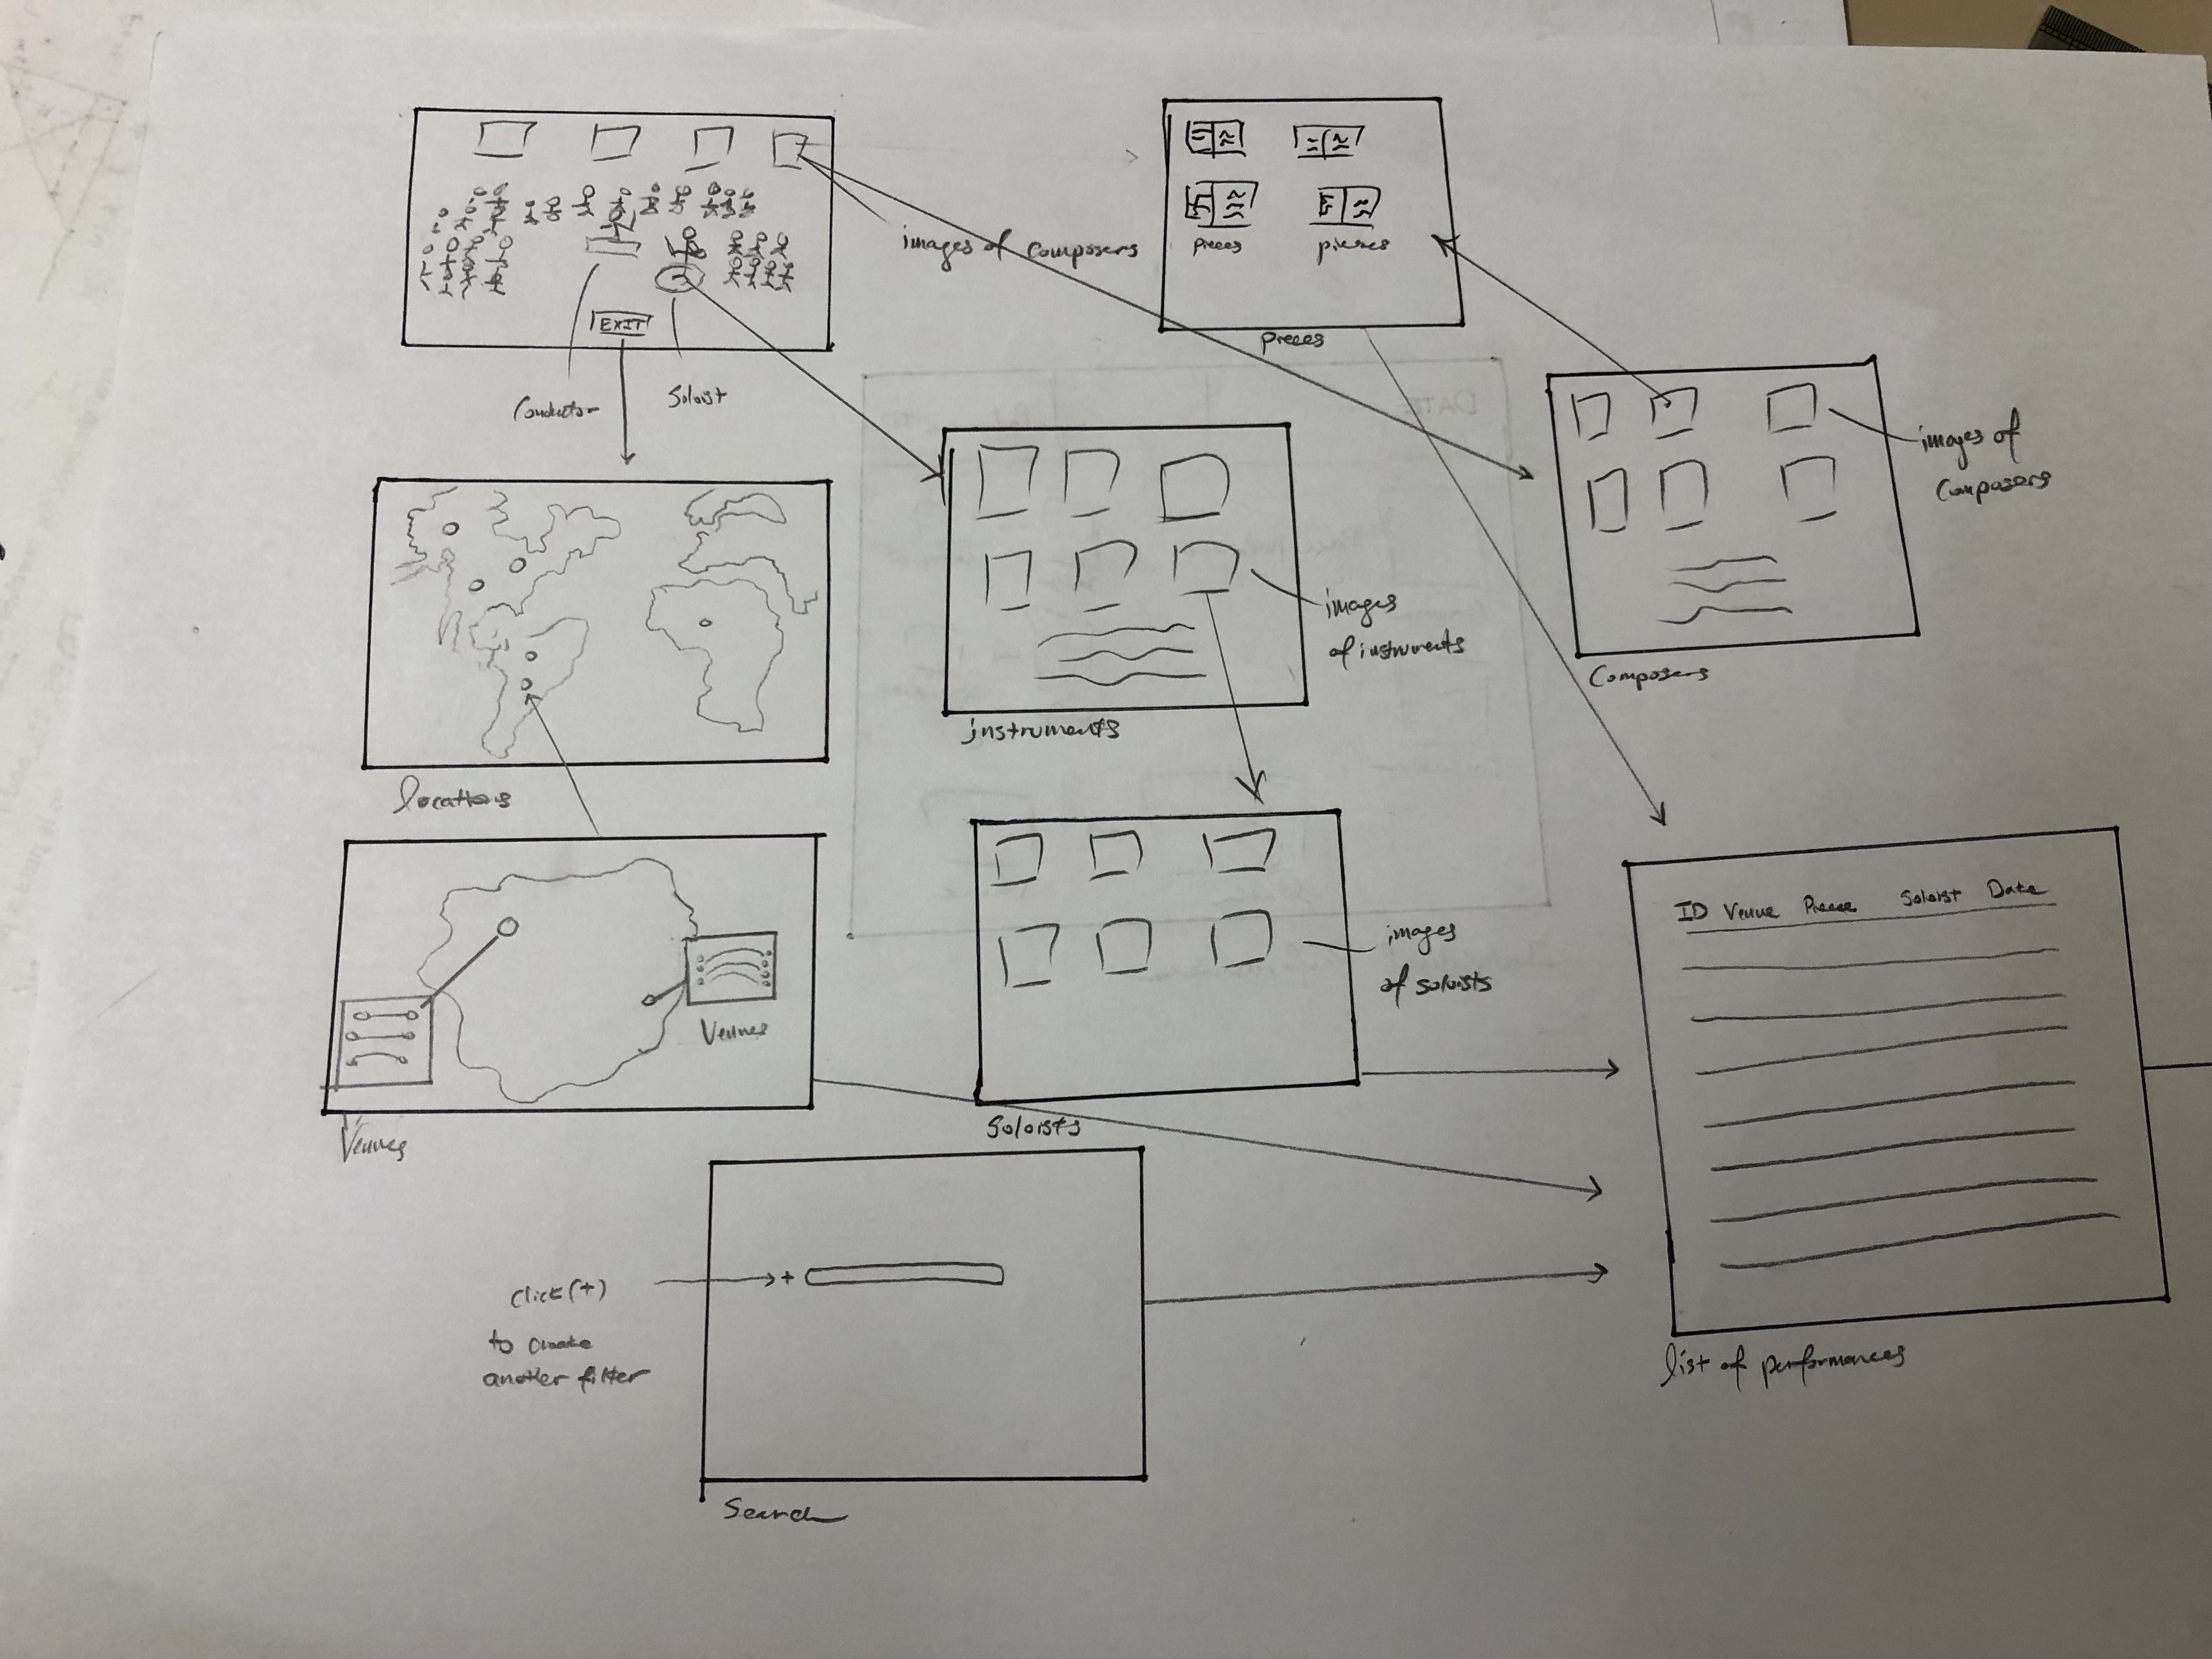 EXIT
Conductor
Soloist
images of composers
pieces
pieces
Pieces
locations
instruments
images
of instruments
Composers
images of
Composers
Venues
Venues
Soloists
images
of soloists
ID Venue Piece Soloist Date
list of performances
click (+)
to create
another filter
+
Search